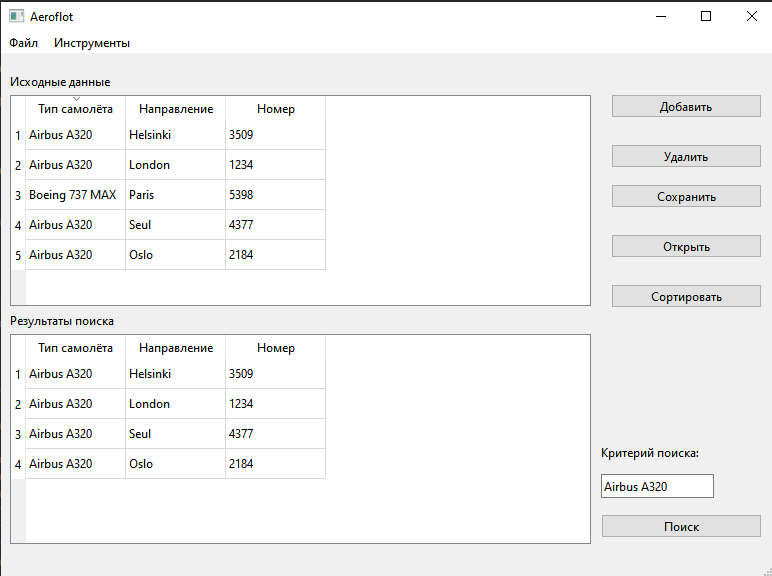 Aeroflot
Файл Инструменты
Исходные данные
Тип самолёта Направление Номер
1 Airbus A320 Helsinki 3509
2 Airbus A320 London 1234
3 Boeing 737 MAX Paris 5398
4 Airbus A320 Seul 4377
5 Airbus A320 Oslo 2184
Добавить
Удалить
Сохранить
Открыть
Сортировать
Результаты поиска
Тип самолёта Направление Номер
1 Airbus A320 Helsinki 3509
2 Airbus A320 London 1234
3 Airbus A320 Seul 4377
4 Airbus A320 Oslo 2184
Критерий поиска:
Airbus A320
Поиск